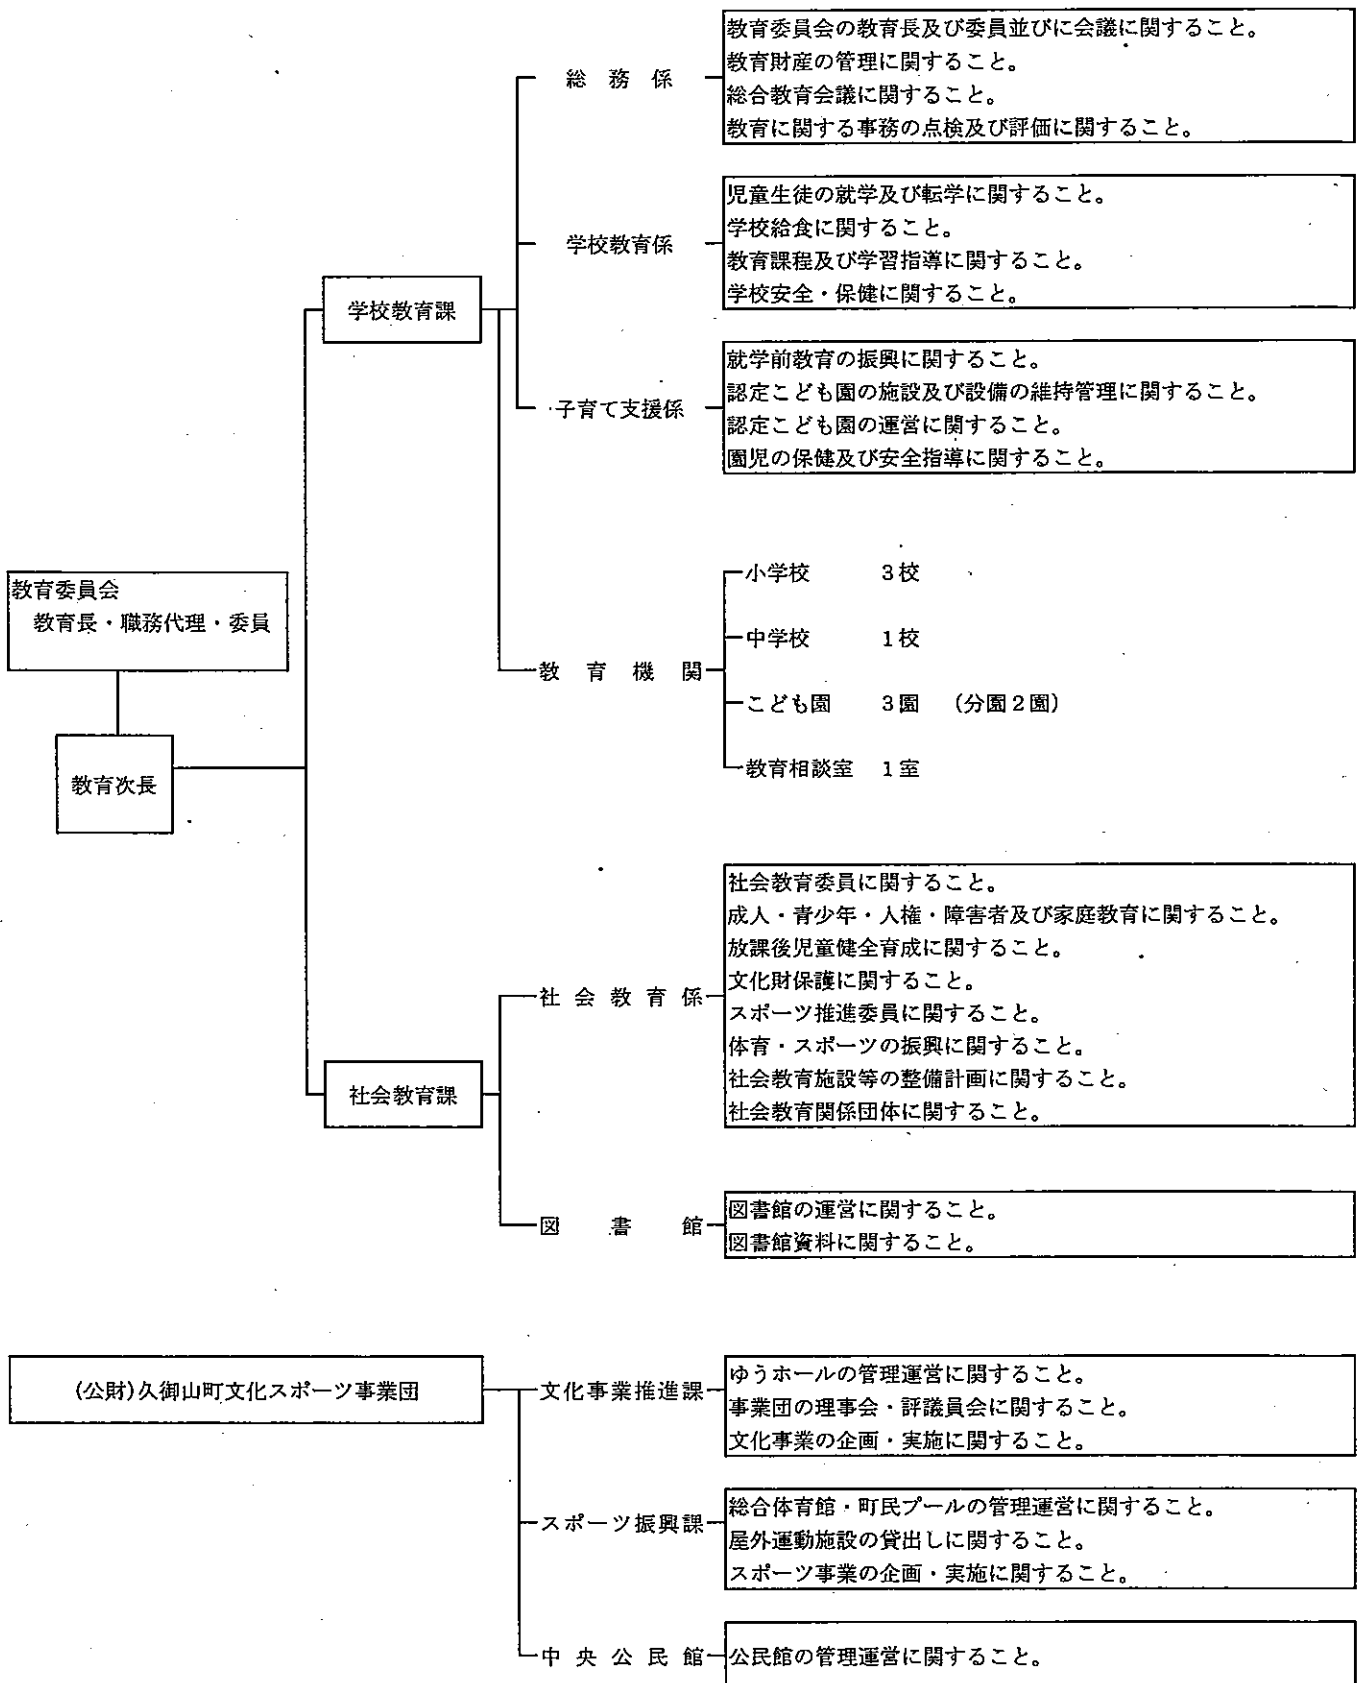 教育委員会の教育長及び委員並びに会議に関すること。
総務係
教育財産の管理に関すること。
総合教育会議に関すること。
教育に関する事務の点検及び評価に関すること。
児童生徒の就学及び転学に関すること。
学校教育係
学校給食に関すること。
教育課程及び学習指導に関すること。
学校安全・保健に関すること。
学校教育課
就学前教育の振興に関すること。
認定こども園の施設及び設備の維持管理に関すること。
子育て支援係
認定こども園の運営に関すること。
園児の保健及び安全指導に関すること。
教育委員会
教育長・職務代理・委員
教育機関
小学校 3校
中学校 1校
こども園 3園 (分園2園)
教育相談室 1室
教育次長
社会教育委員に関すること。
成人・青少年・人権・障害者及び家庭教育に関すること。
放課後児童健全育成に関すること。
文化財保護に関すること。
社会教育係
スポーツ推進委員に関すること。
体育・スポーツの振興に関すること。
社会教育施設等の整備計画に関すること。
社会教育関係団体に関すること。
社会教育課
図書館
図書館の運営に関すること。
図書館資料に関すること。
(公財)久御山町文化スポーツ事業団
文化事業推進課
ゆうホールの管理運営に関すること。
事業団の理事会・評議員会に関すること。
文化事業の企画・実施に関すること。
スポーツ振興課
総合体育館・町民プールの管理運営に関すること。
屋外運動施設の貸出しに関すること。
スポーツ事業の企画・実施に関すること。
中央公民館
公民館の管理運営に関すること。